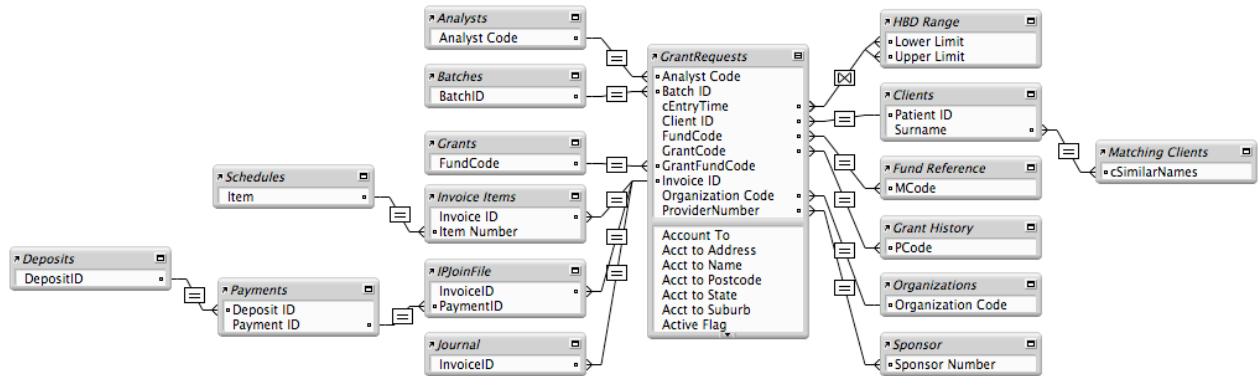 Analysts
Analyst Code
Batches
BatchID
Grants
FundCode
Schedules
Item
Invoice Items
Invoice ID
Item Number
Deposits
DepositID
Payments
Deposit ID
Payment ID
IPJoinFile
InvoiceID
PaymentID
Journal
InvoiceID
GrantRequests
Analyst Code
Batch ID
cEntryTime
Client ID
FundCode
GrantCode
GrantFundCode
Invoice ID
Organization Code
ProviderNumber
Account To
Acct to Address
Acct to Name
Acct to Postcode
Acct to State
Acct to Suburb
Active Flag
HBD Range
Lower Limit
Upper Limit
Clients
Patient ID
Surname
Matching Clients
cSimilarNames
Fund Reference
MCode
Grant History
PCode
Organizations
Organization Code
Sponsor
Sponsor Number